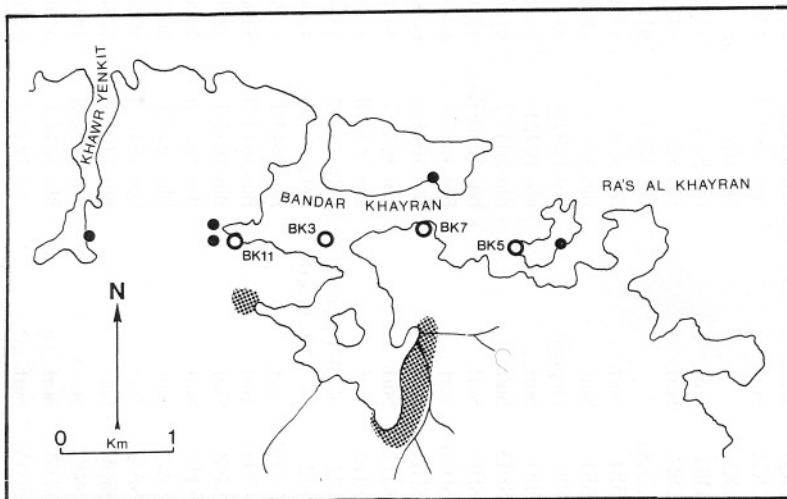 KHAWR YENKIT
RA'S AL KHAYRAN
BANDAR KHAYRAN
BK3
BK7
BK5
BK11
N
0 Km 1